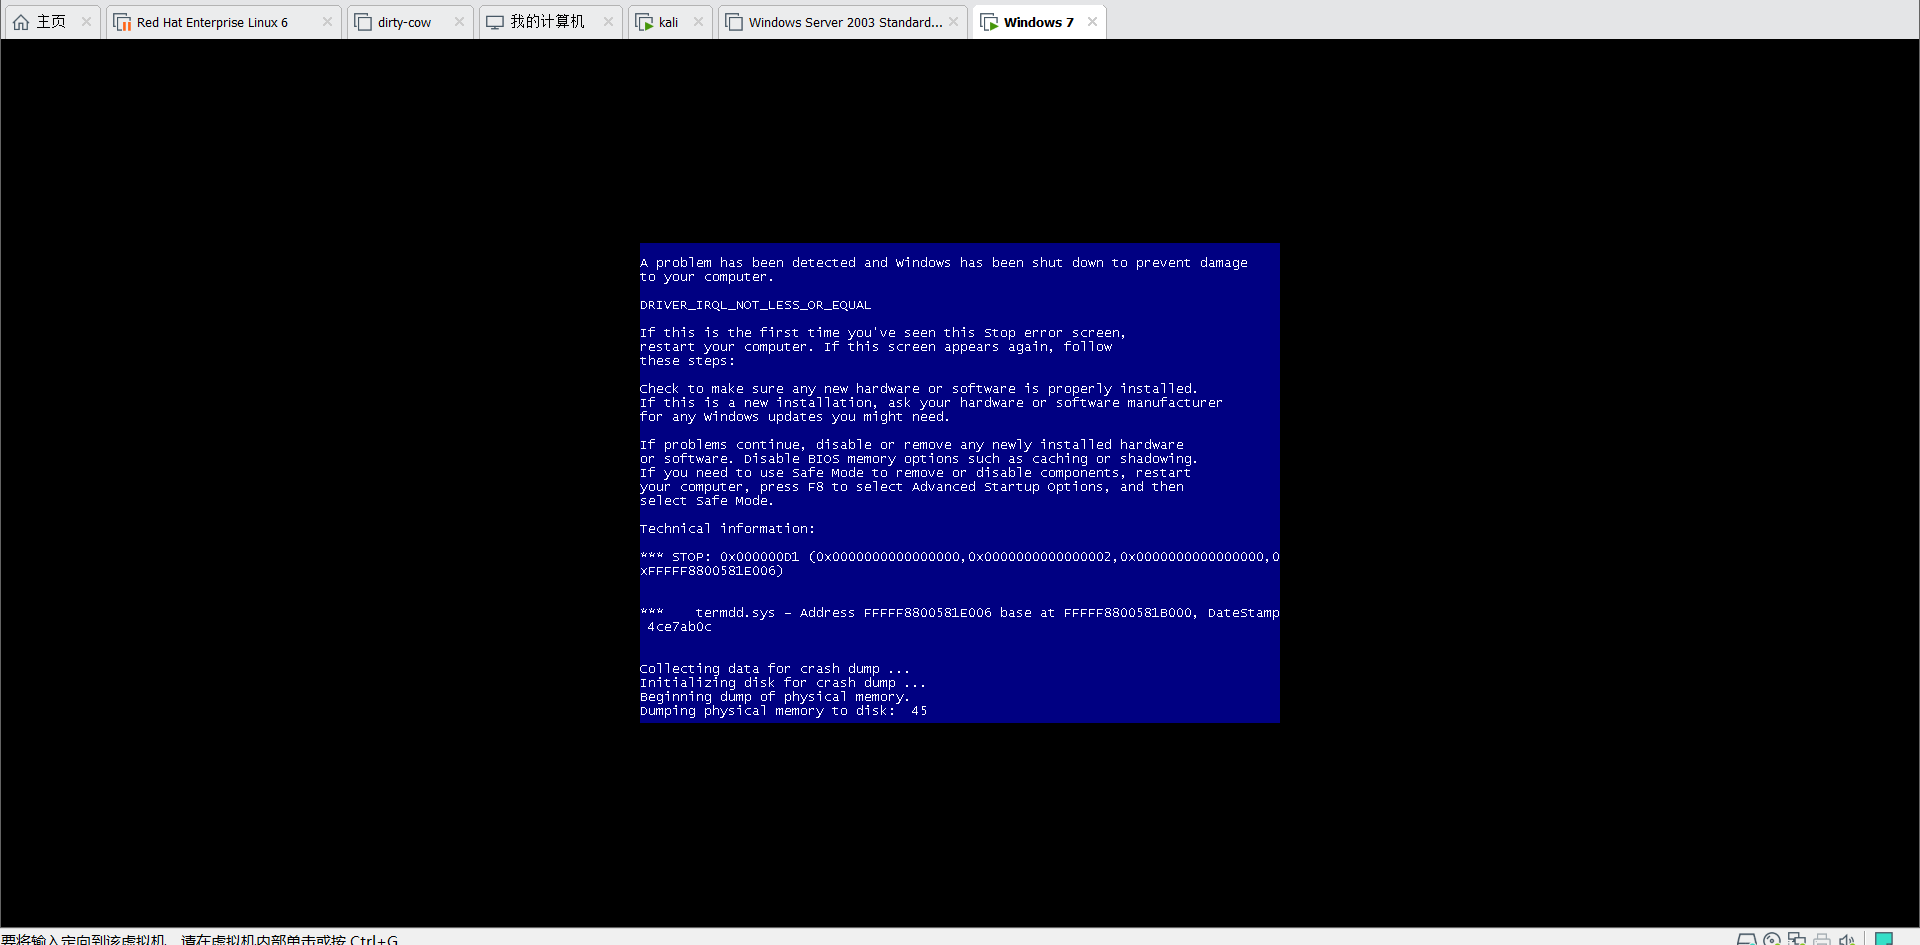 主页
Red Hat Enterprise Linux 6
dirty-cow
我的计算机
kali
Windows Server 2003 Standard...
Windows 7
A problem has been detected and Windows has been shut down to prevent damage
to your computer.
DRIVER_IRQL_NOT_LESS_OR_EQUAL
If this is the first time you've seen this Stop error screen,
restart your computer. If this screen appears again, follow
these steps:
Check to make sure any new hardware or software is properly installed.
If this is a new installation, ask your hardware or software manufacturer
for any Windows updates you might need.
If problems continue, disable or remove any newly installed hardware
or software. Disable BIOS memory options such as caching or shadowing.
If you need to use Safe Mode to remove or disable components, restart
your computer, press F8 to select Advanced Startup Options, and then
select Safe Mode.
Technical information:
*** STOP: 0x000000D1 (0x0000000000000000,0x0000000000000002,0x0000000000000000,0
xFFFFF8800581E006)
***    termdd.sys - Address FFFFF8800581E006 base at FFFFF8800581B000, DateStamp
4ce7ab0c
Collecting data for crash dump ...
Initializing disk for crash dump ...
Beginning dump of physical memory.
Dumping physical memory to disk:  45
要将输入定向到该虚拟机，请在虚拟机内部单击或按 Ctrl+G。